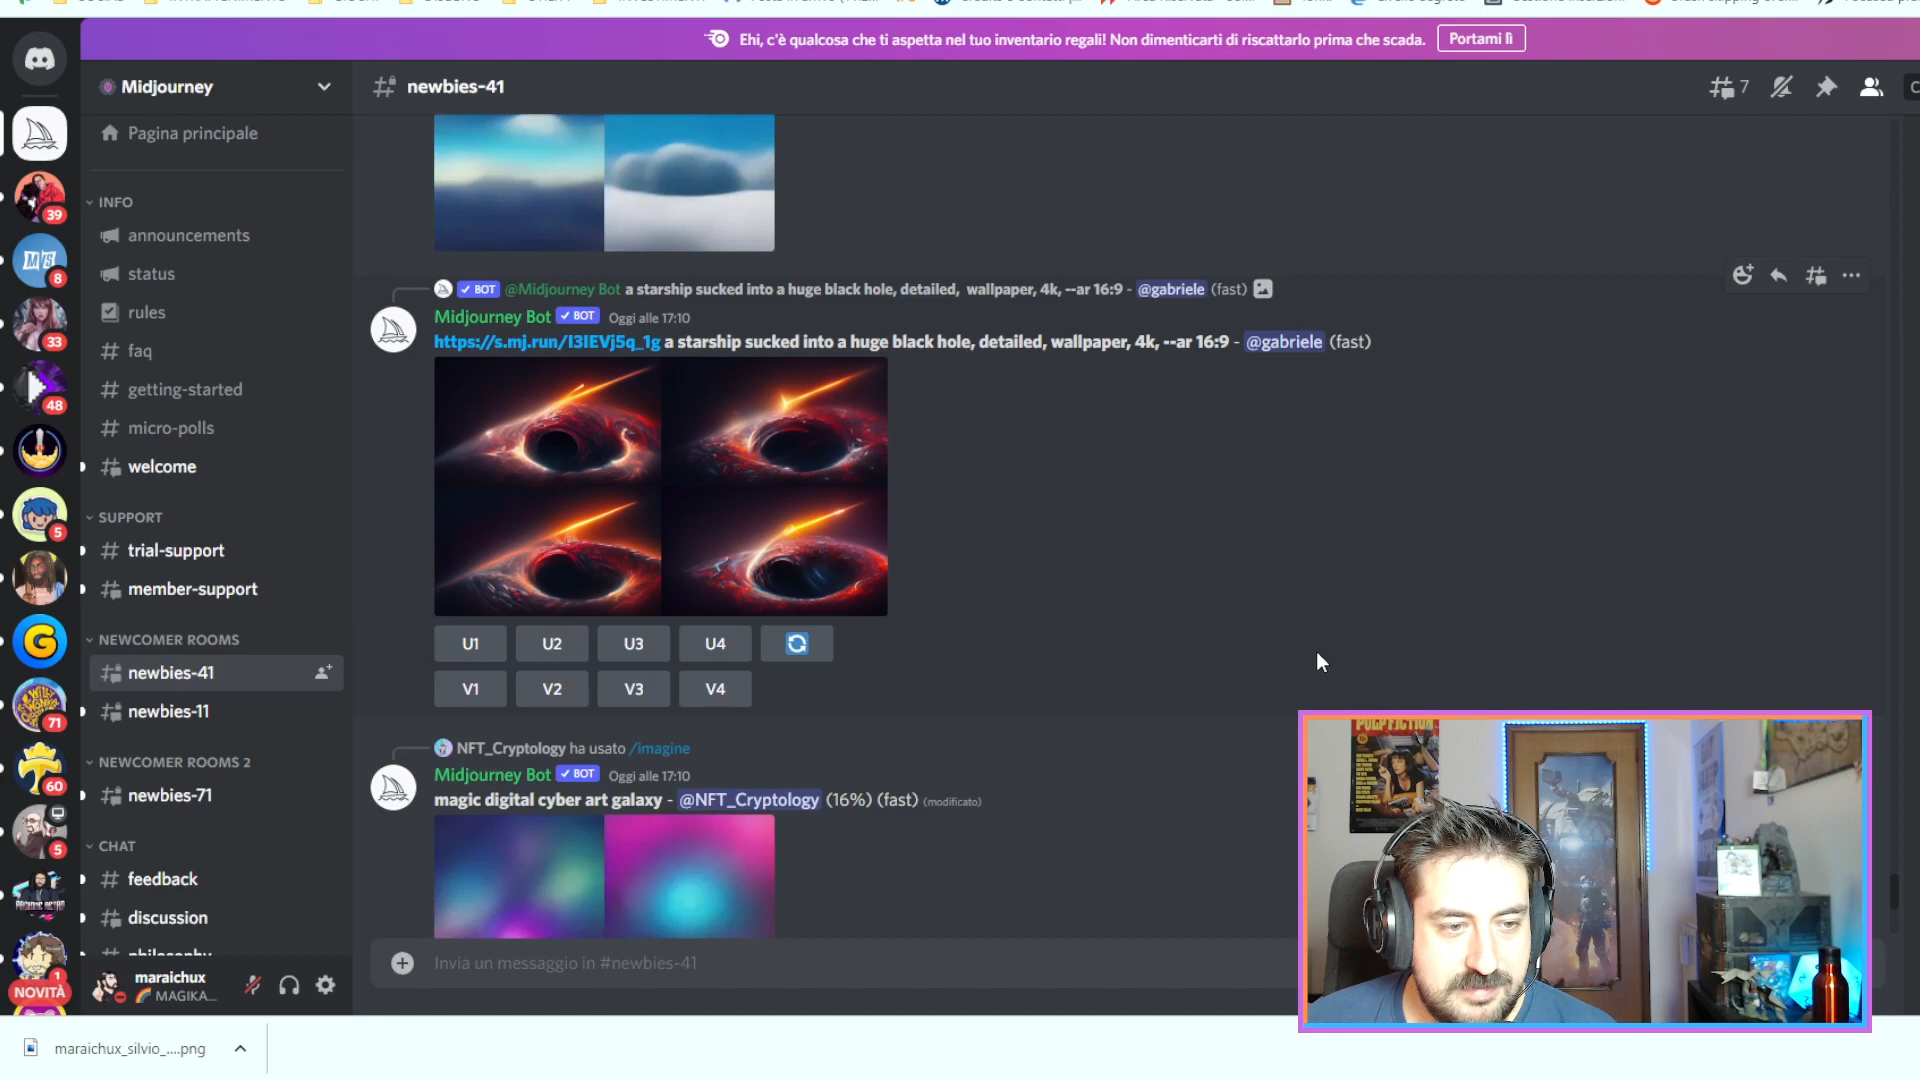 Ehi, c'è qualcosa che ti aspetta nel tuo inventario regali! Non dimenticarti di riscattarlo prima che scada.
Portami lì
Midjourney
newbies-41
7
Pagina principale
INFO
announcements
status
rules
faq
getting-started
micro-polls
welcome
SUPPORT
trial-support
member-support
NEWCOMER ROOMS
newbies-41
newbies-11
NEWCOMER ROOMS 2
newbies-71
CHAT
feedback
discussion
philosophy
39
8
33
48
5
G
71
60
5
1
NOVITÀ
maraichux
MAGIKA...
BOT @Midjourney Bot a starship sucked into a huge black hole, detailed, wallpaper, 4k, --ar 16:9 - @gabriele (fast)
Midjourney Bot BOT Oggi alle 17:10
https://s.mj.run/I3IEVj5q_1g a starship sucked into a huge black hole, detailed, wallpaper, 4k, --ar 16:9 - @gabriele (fast)
U1 U2 U3 U4
V1 V2 V3 V4
NFT_Cryptology ha usato /imagine
Midjourney Bot BOT Oggi alle 17:10
magic digital cyber art galaxy - @NFT_Cryptology (16%) (fast) (modificato)
Invia un messaggio in #newbies-41
PULP FICTION
maraichux_silvio_....png